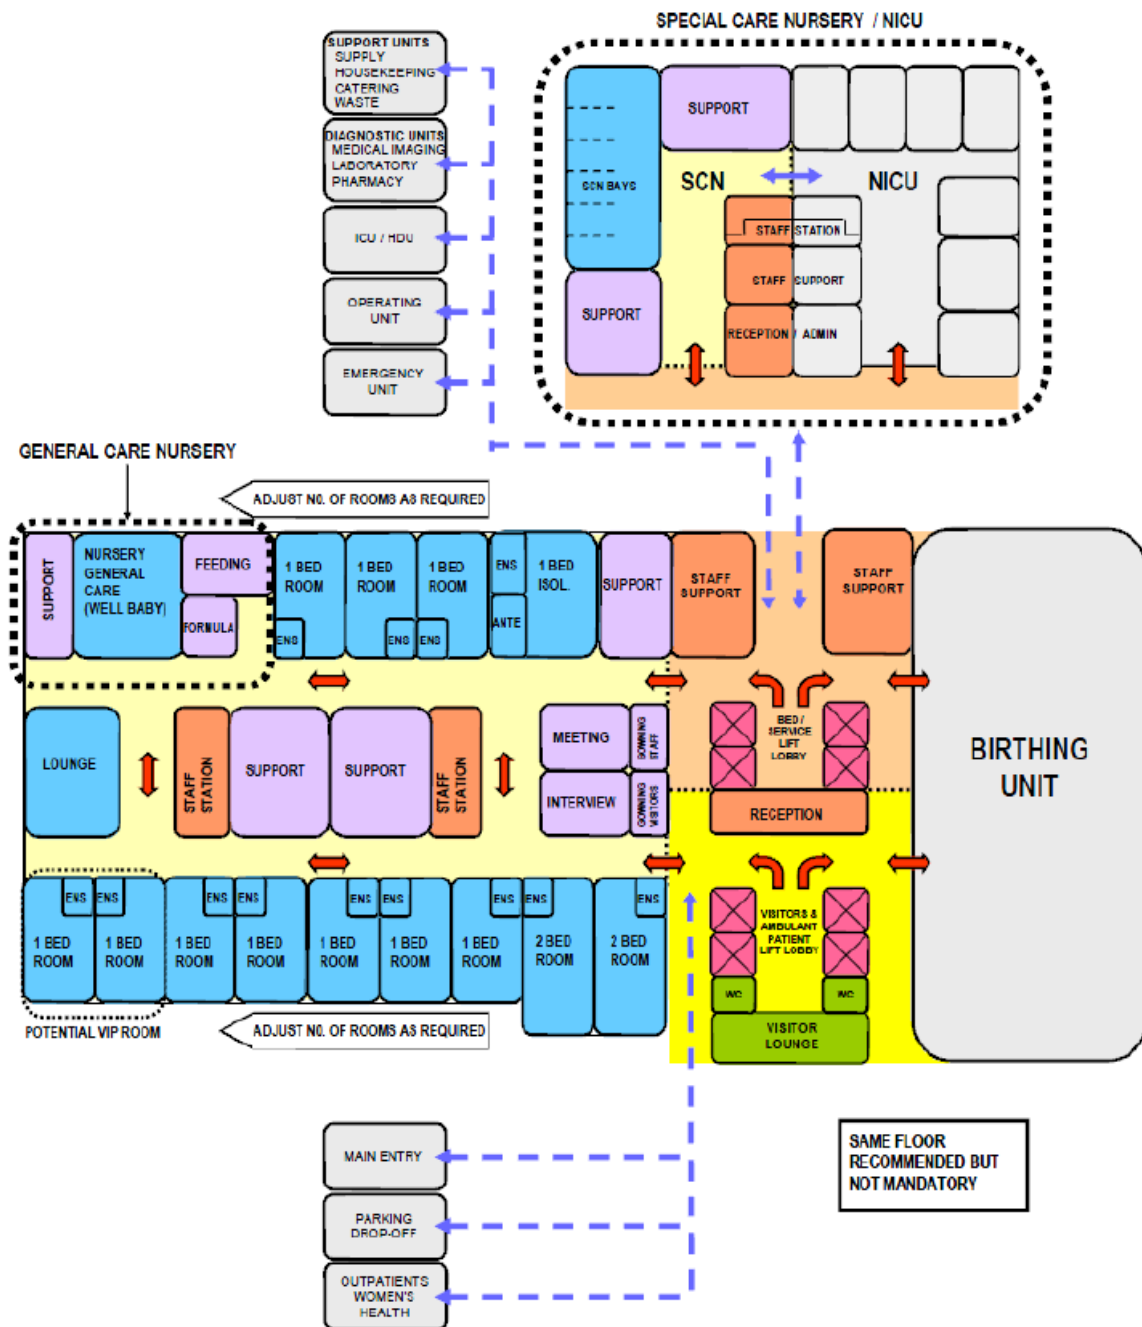 SPECIAL CARE NURSERY / NICU
SUPPORT UNITS
SUPPLY
HOUSEKEEPING
CATERING
WASTE
DIAGNOSTIC UNITS
MEDICAL IMAGING
LABORATORY
PHARMACY
ICU / HDU
OPERATING
UNIT
EMERGENCY
UNIT
SUPPORT
SCN BAYS
SCN
NICU
STAFF STATION
STAFF SUPPORT
SUPPORT
RECEPTION / ADMIN
GENERAL CARE NURSERY
ADJUST NO. OF ROOMS AS REQUIRED
SUPPORT
NURSERY
GENERAL
CARE
(WELL BABY)
FEEDING
FORMULA
1 BED
ROOM
ENS
1 BED
ROOM
ENS
1 BED
ROOM
ENS
ENS
ANTE
1 BED
ISOL.
SUPPORT
STAFF
SUPPORT
STAFF
SUPPORT
LOUNGE
STAFF
STATION
SUPPORT
SUPPORT
STAFF
STATION
MEETING
GOWNING
STAFF
INTERVIEW
GOWNING
VISITORS
BED /
SERVICE
LIFT
LOBBY
RECEPTION
BIRTHING
UNIT
ENS
1 BED
ROOM
ENS
1 BED
ROOM
ENS
1 BED
ROOM
ENS
1 BED
ROOM
ENS
1 BED
ROOM
ENS
1 BED
ROOM
ENS
1 BED
ROOM
ENS
2 BED
ROOM
ENS
2 BED
ROOM
VISITORS &
AMBULANT
PATIENT
LIFT LOBBY
WC
WC
VISITOR
LOUNGE
POTENTIAL VIP ROOM
ADJUST NO. OF ROOMS AS REQUIRED
MAIN ENTRY
PARKING
DROP-OFF
OUTPATIENTS
WOMEN'S
HEALTH
SAME FLOOR
RECOMMENDED BUT
NOT MANDATORY